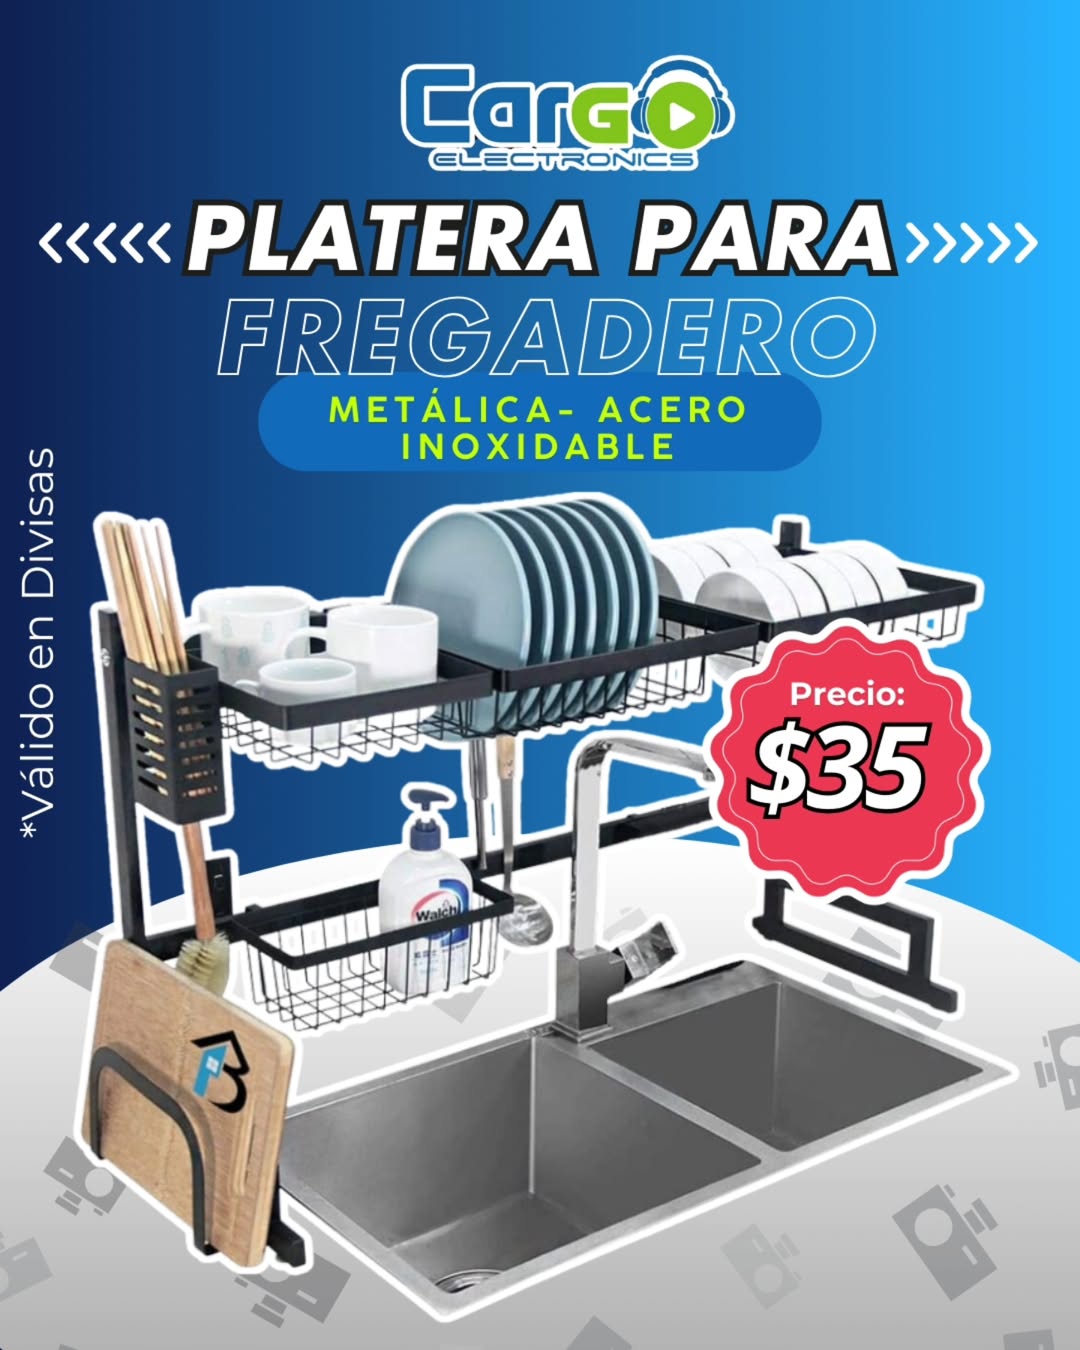 CarGO
ELECTRONICS
<<<<< PLATERA PARA >>>>>
FREGADERO
METÁLICA- ACERO
INOXIDABLE
*Válido en Divisas
Precio:
$35
Walch